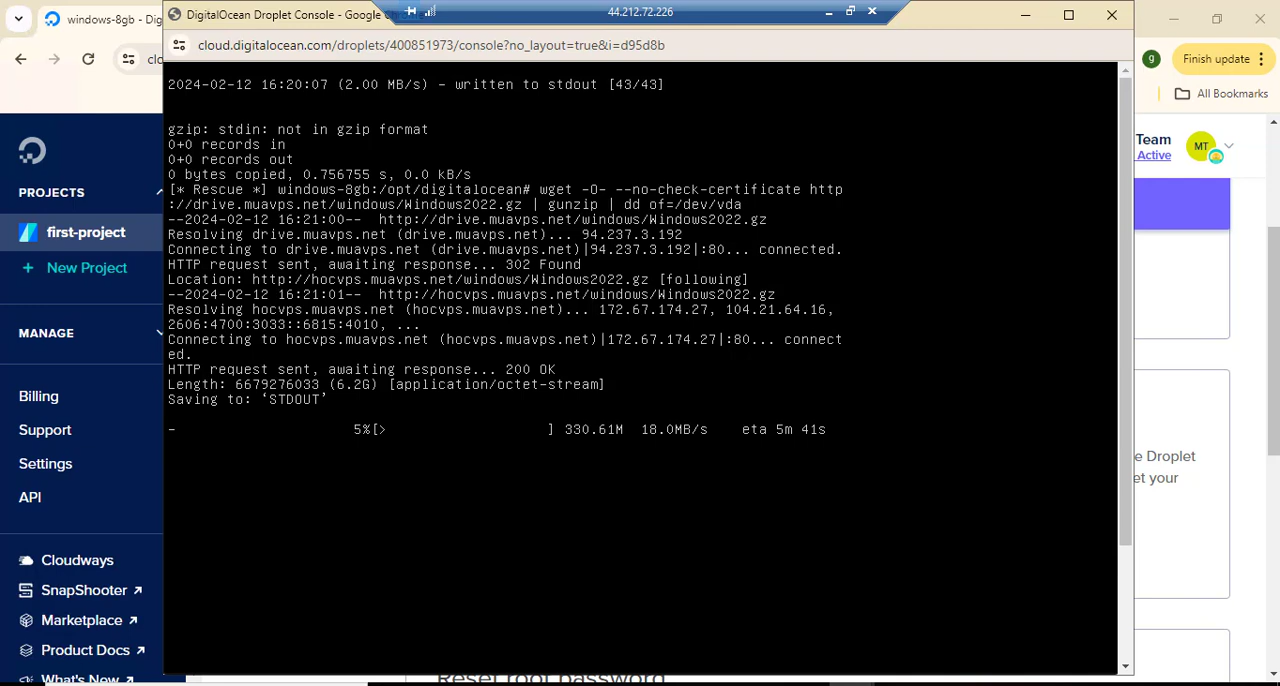 windows-8gb - Dig
DigitalOcean Droplet Console - Google
44.212.72.226
cloud.digitalocean.com/droplets/400851973/console?no_layout=true&i=d95d8b
clo
9
Finish update
All Bookmarks
2024-02-12 16:20:07 (2.00 MB/s) - written to stdout [43/43]
gzip: stdin: not in gzip format
0+0 records in
0+0 records out
0 bytes copied, 0.756755 s, 0.0 kB/s
[* Rescue *] windows-8gb:/opt/digitalocean# wget -O- --no-check-certificate http
://drive.muavps.net/windows/Windows2022.gz | gunzip | dd of=/dev/vda
--2024-02-12 16:21:00-- http://drive.muavps.net/windows/Windows2022.gz
Resolving drive.muavps.net (drive.muavps.net)... 94.237.3.192
Connecting to drive.muavps.net (drive.muavps.net)|94.237.3.192|:80... connected.
HTTP request sent, awaiting response... 302 Found
Location: http://hocvps.muavps.net/windows/Windows2022.gz [following]
--2024-02-12 16:21:01-- http://hocvps.muavps.net/windows/Windows2022.gz
Resolving hocvps.muavps.net (hocvps.muavps.net)... 172.67.174.27, 104.21.64.16,
2606:4700:3033::6815:4010, ...
Connecting to hocvps.muavps.net (hocvps.muavps.net)|172.67.174.27|:80... connect
ed.
HTTP request sent, awaiting response... 200 OK
Length: 6679276033 (6.2G) [application/octet-stream]
Saving to: ‘STDOUT’
- 5%[> ] 330.61M 18.0MB/s eta 5m 41s
PROJECTS
first-project
+ New Project
MANAGE
Billing
Support
Settings
API
Cloudways
SnapShooter ↗
Marketplace ↗
Product Docs ↗
What's New ↗
Team
Active
MT
e Droplet
et your
Reset root password